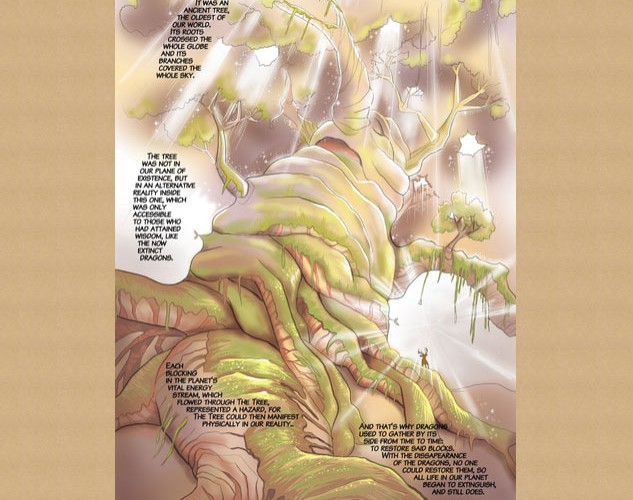 It was an
ancient tree,
the oldest of
our world.
Its roots
crossed the
whole globe
and its
branches
covered the
whole sky.
The tree
was not in
our plane of
existence, but
in an alternative
reality inside
this one, which
was only
accessible
to those who
had attained
wisdom, like
the now
extinct
dragons.
Each
blocking
in the planet's
vital energy
stream, which
flowed through The Tree,
represented a hazard, for
The Tree could then manifest
physically in our reality..
And that's why dragons
used to gather by its
side from time to time:
to restore said blocks.
With the dissapearance
of the dragons, no one
could restore them, so
all life in our planet
began to extinguish,
and still does.